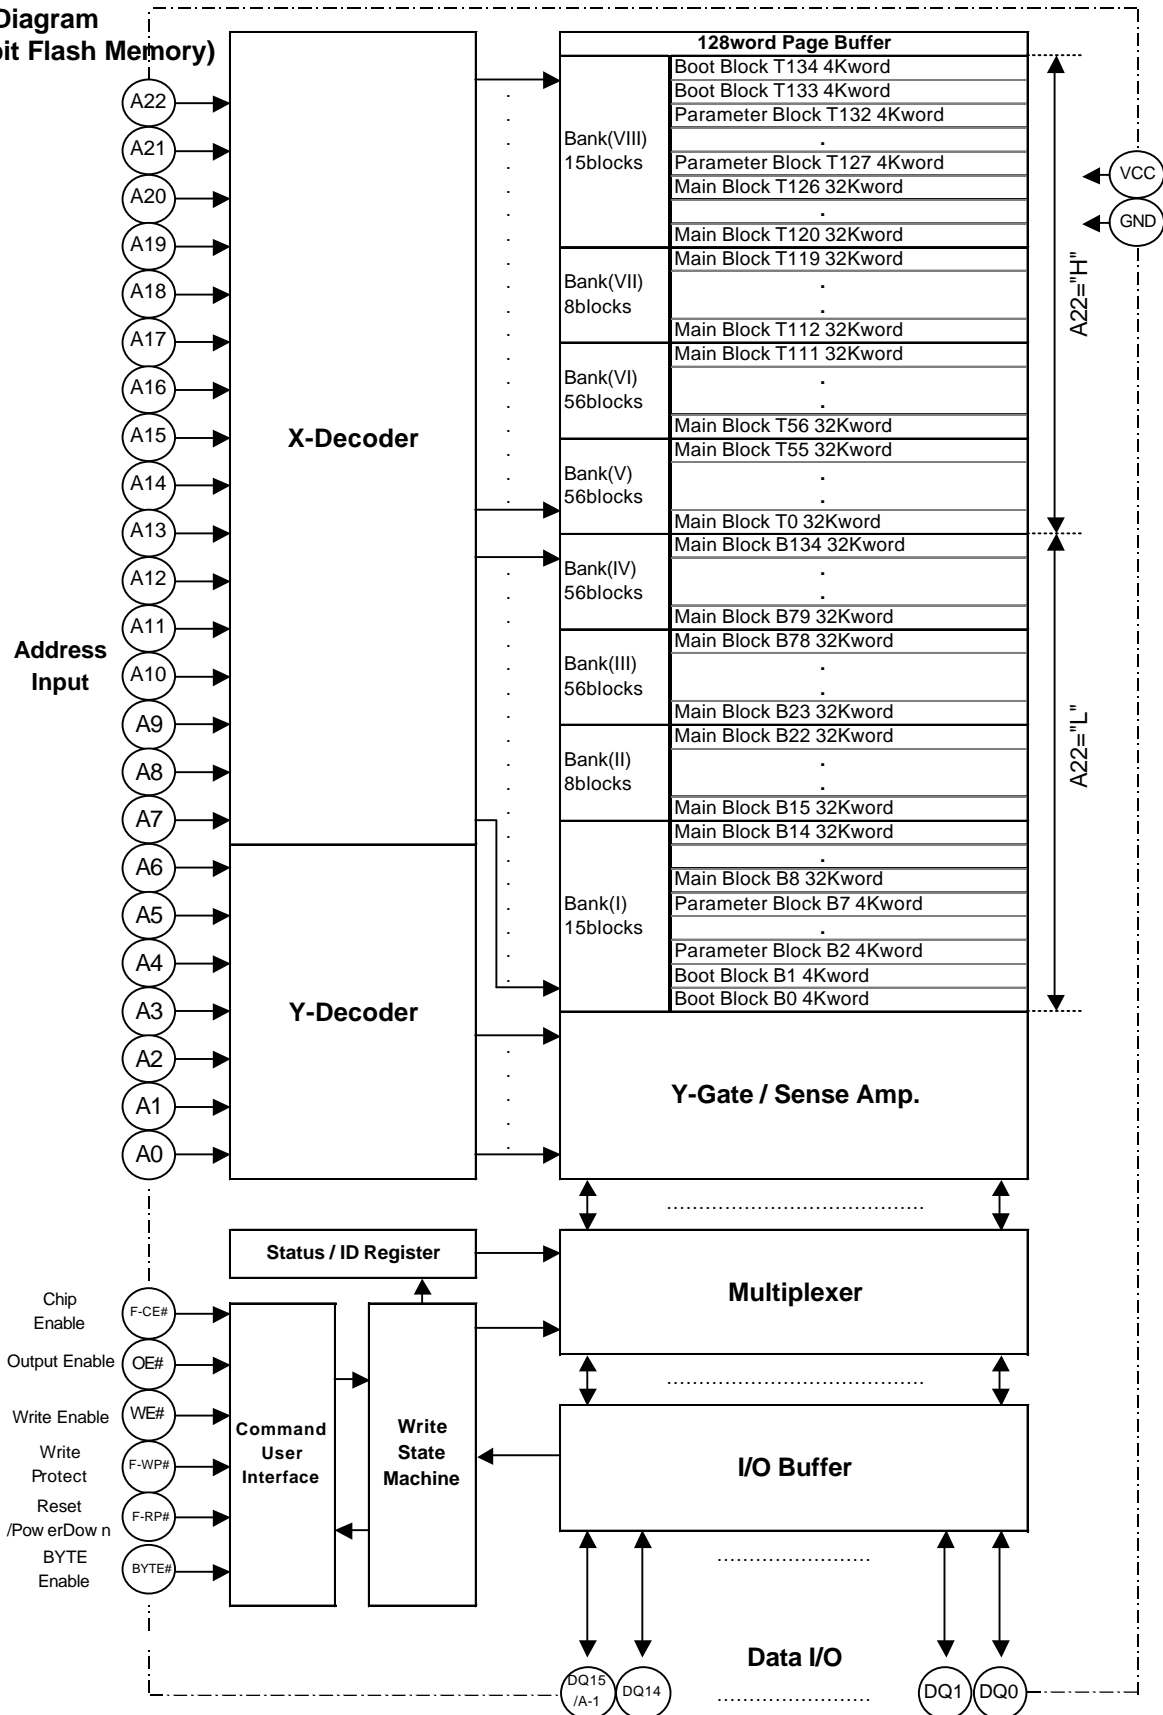 Diagram
bit Flash Memory)
A22
A21
A20
A19
A18
A17
A16
A15
A14
A13
A12
A11
A10
A9
A8
A7
A6
A5
A4
A3
A2
A1
A0
Address
Input
X-Decoder
Y-Decoder
128word Page Buffer
Bank(VIII)
15blocks
Boot Block T134 4Kword
Boot Block T133 4Kword
Parameter Block T132 4Kword
.
Parameter Block T127 4Kword
Main Block T126 32Kword
.
Main Block T120 32Kword
Bank(VII)
8blocks
Main Block T119 32Kword
.
.
Main Block T112 32Kword
Bank(VI)
56blocks
Main Block T111 32Kword
.
.
Main Block T56 32Kword
Bank(V)
56blocks
Main Block T55 32Kword
.
.
Main Block T0 32Kword
Bank(IV)
56blocks
Main Block B134 32Kword
.
.
Main Block B79 32Kword
Bank(III)
56blocks
Main Block B78 32Kword
.
.
Main Block B23 32Kword
Bank(II)
8blocks
Main Block B22 32Kword
.
.
Main Block B15 32Kword
Bank(I)
15blocks
Main Block B14 32Kword
.
Main Block B8 32Kword
Parameter Block B7 4Kword
.
Parameter Block B2 4Kword
Boot Block B1 4Kword
Boot Block B0 4Kword
A22="H"
A22="L"
VCC
GND
Y-Gate / Sense Amp.
Status / ID Register
Multiplexer
Chip
Enable
F-CE#
Output Enable
OE#
Write Enable
WE#
Write
Protect
F-WP#
Reset
/PowerDown
F-RP#
BYTE
Enable
BYTE#
Command
User
Interface
Write
State
Machine
I/O Buffer
Data I/O
DQ15
/A-1
DQ14
DQ1
DQ0